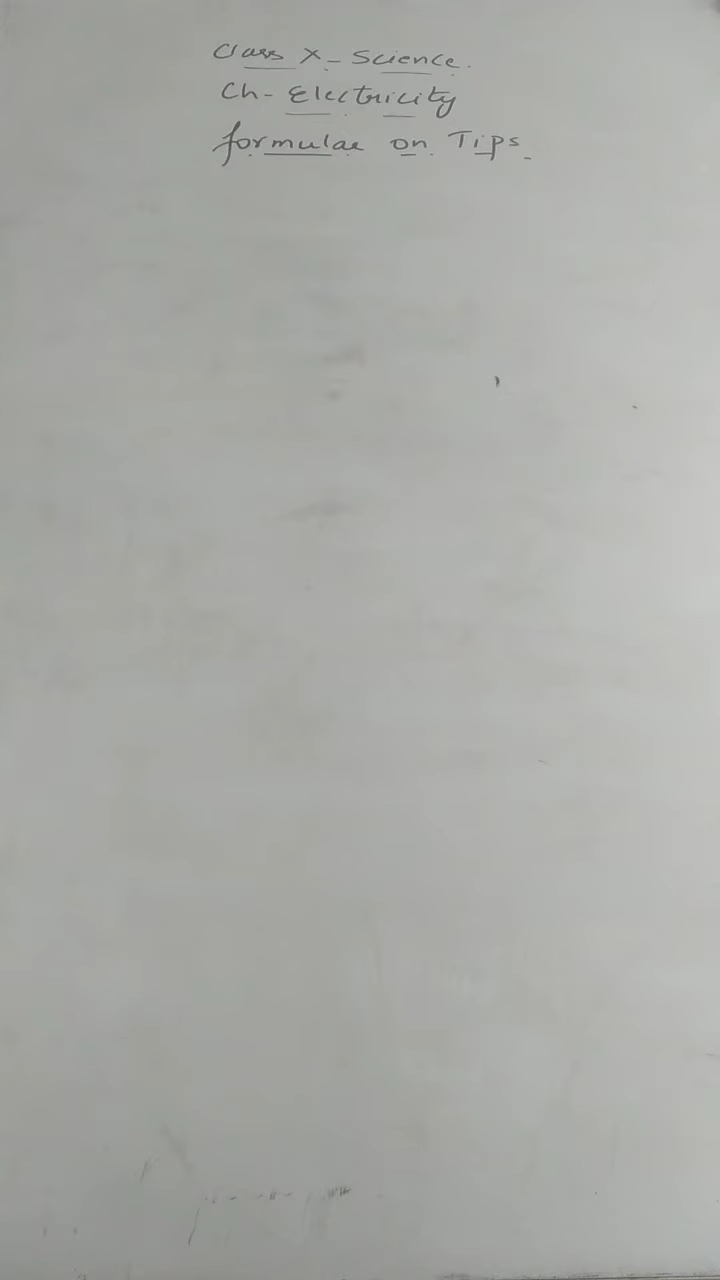 Class X - Science.
Ch - Electricity
formulae on Tips.